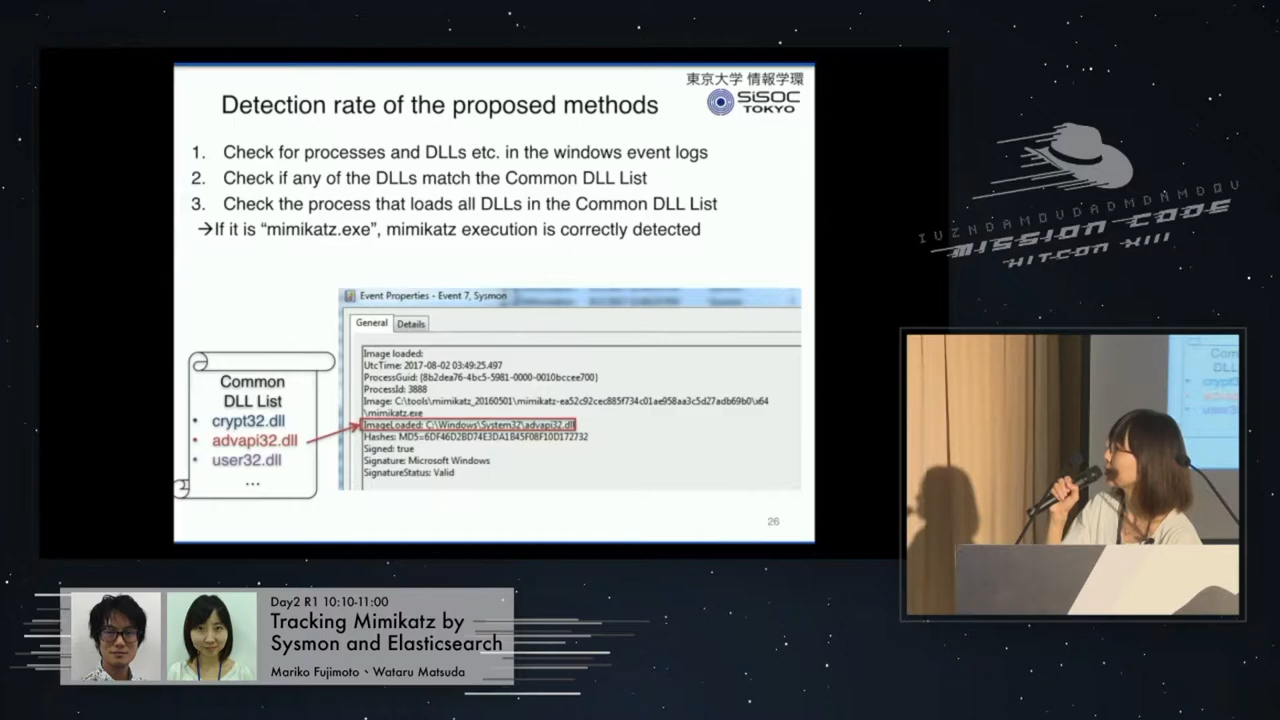 東京大学 情報学環
SiSOC
TOKYO
Detection rate of the proposed methods
1. Check for processes and DLLs etc. in the windows event logs
2. Check if any of the DLLs match the Common DLL List
3. Check the process that loads all DLLs in the Common DLL List
→If it is “mimikatz.exe”, mimikatz execution is correctly detected
Event Properties - Event 7, Sysmon
General Details
Image loaded:
UtcTime: 2017-08-02 03:49:25.497
ProcessGuid: {8b2dea76-4bc5-5981-0000-0010bccee700}
ProcessId: 3888
Image: C:\tools\mimikatz_20160501\mimikatz-ea52c92cec885f734c01ae958aa3c5d27adb69b0\x64
\mimikatz.exe
ImageLoaded: C:\Windows\System32\advapi32.dll
Hashes: MD5=6DF46D2BD74E3DA1B45F08F10D172732
Signed: true
Signature: Microsoft Windows
SignatureStatus: Valid
Common
DLL List
• crypt32.dll
• advapi32.dll
• user32.dll
...
26
IUZNDAMQUDADMDNMDQU
MISSION CODE
HITCON XIII
Day2 R1 10:10-11:00
Tracking Mimikatz by
Sysmon and Elasticsearch
Mariko Fujimoto、Wataru Matsuda